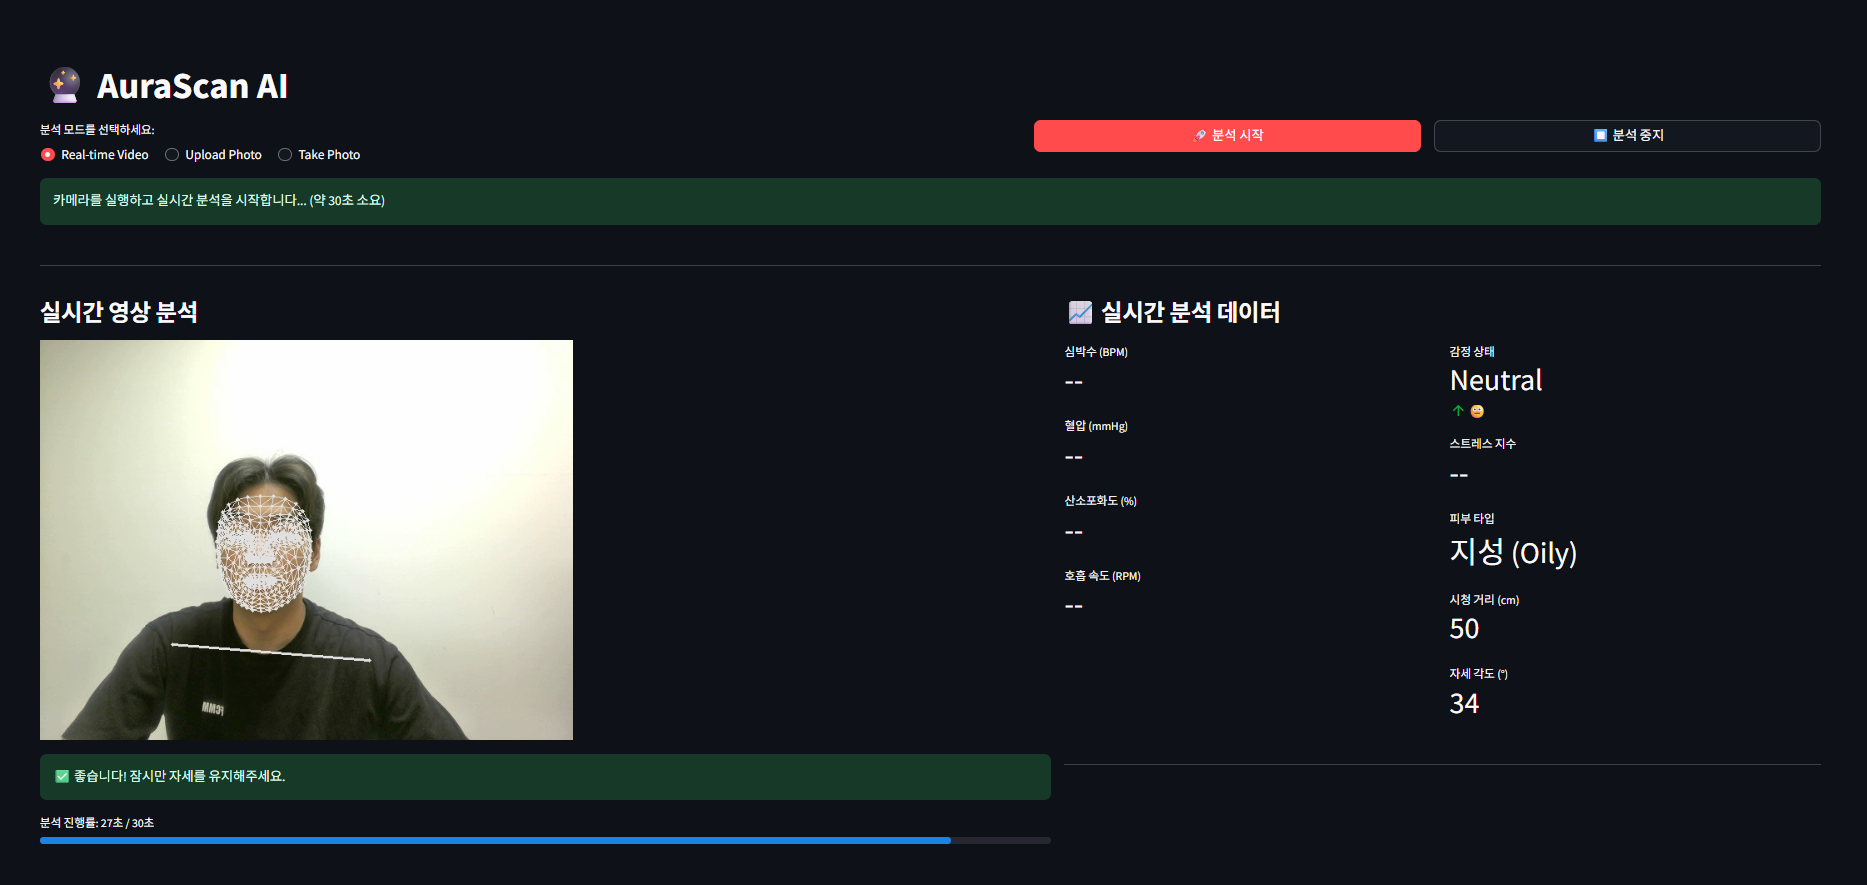 AuraScan AI
분석 모드를 선택하세요:
Real-time Video
Upload Photo
Take Photo
분석 시작
분석 중지
카메라를 실행하고 실시간 분석을 시작합니다... (약 30초 소요)
실시간 영상 분석
실시간 분석 데이터
심박수 (BPM)
--
혈압 (mmHg)
--
산소포화도 (%)
--
호흡 속도 (RPM)
--
감정 상태
Neutral
스트레스 지수
--
피부 타입
지성 (Oily)
시청 거리 (cm)
50
자세 각도 (°)
34
좋습니다! 잠시만 자세를 유지해주세요.
분석 진행률: 27초 / 30초